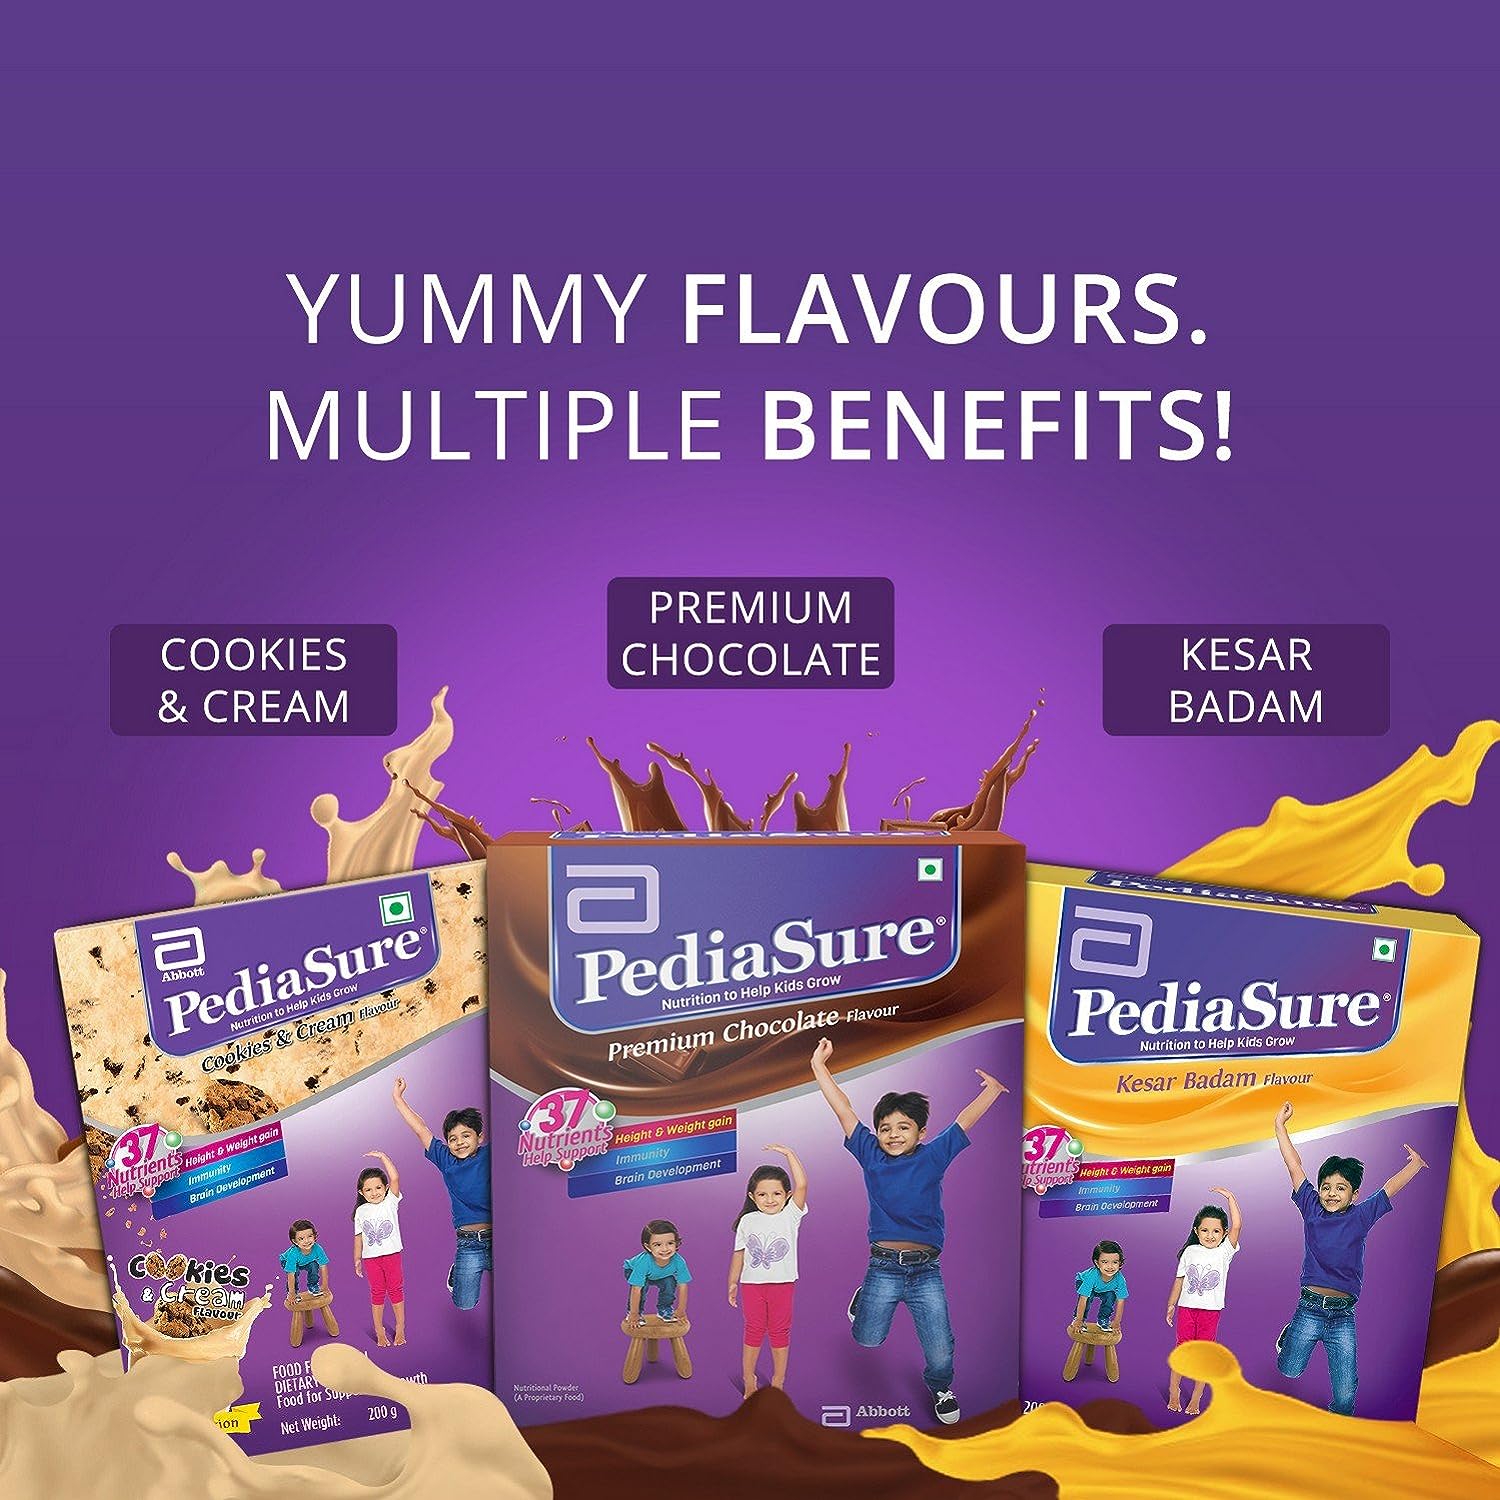 YUMMY FLAVOURS.
MULTIPLE BENEFITS!
COOKIES
& CREAM
PREMIUM
CHOCOLATE
KESAR
BADAM
Abbott
PediaSure®
Nutrition to Help Kids Grow
Cookies & Cream Flavour
37
Nutrients
Help Support
Height & Weight gain
Immunity
Brain Development
Cookies
& Cream
FLAVOUR
FOOD
DIETARY
Food for
Net Weight: 200 g
PediaSure®
Nutrition to Help Kids Grow
Premium Chocolate Flavour
37
Nutrients
Help Support
Height & Weight gain
Immunity
Brain Development
Nutritional Powder
(A Proprietary Food)
Abbott
PediaSure®
Nutrition to Help Kids Grow
Kesar Badam Flavour
37
Height & Weight gain
Immunity
Brain Development